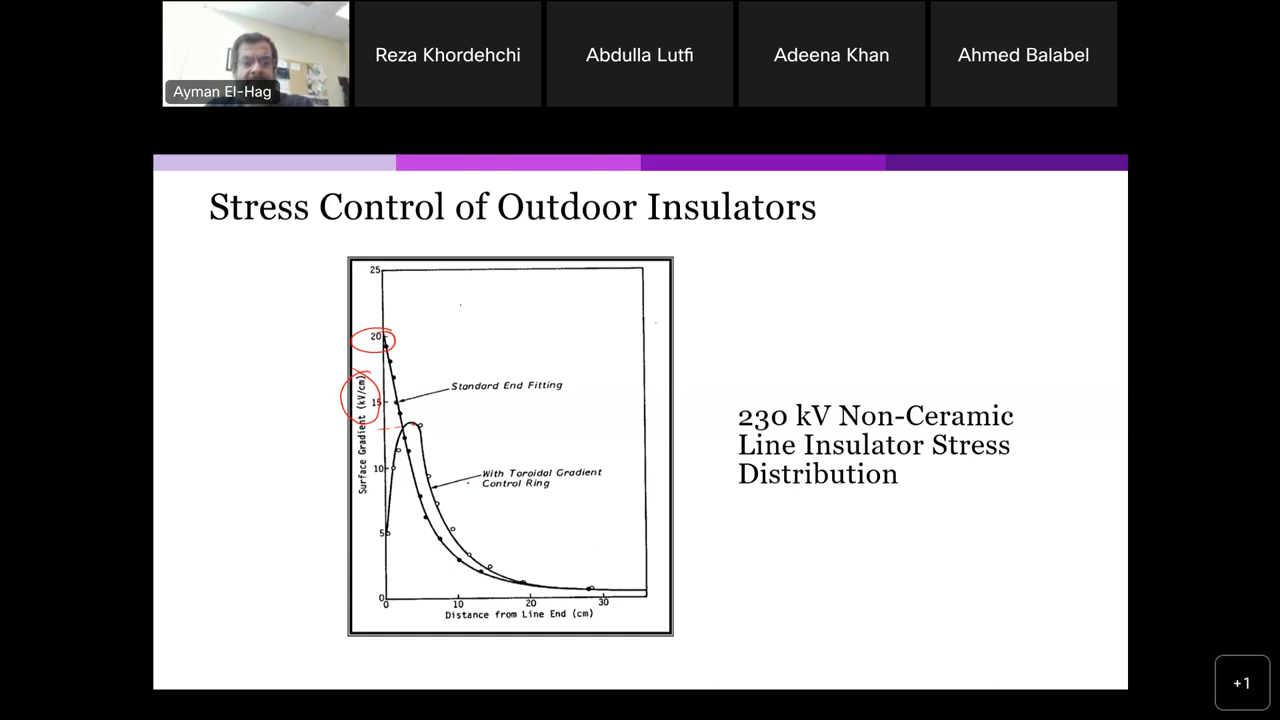 Reza Khordehchi
Abdulla Lutfi
Adeena Khan
Ahmed Balabel
Ayman El-Hag
Stress Control of Outdoor Insulators
25
20
15
10
5
0
Surface Gradient (kV/cm)
Standard End Fitting
With Toroidal Gradient
Control Ring
0
10
20
30
Distance from Line End (cm)
230 kV Non-Ceramic
Line Insulator Stress
Distribution
+1